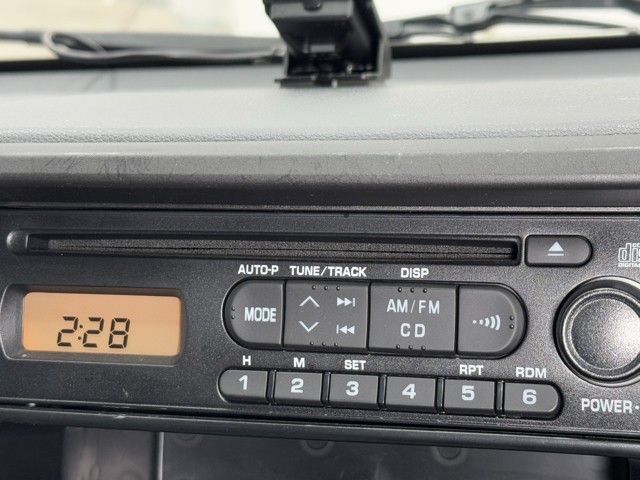 AUTO-P TUNE/TRACK DISP
MODE AM/FM
CD
2:28
H M SET RPT RDM
1 2 3 4 5 6
POWER